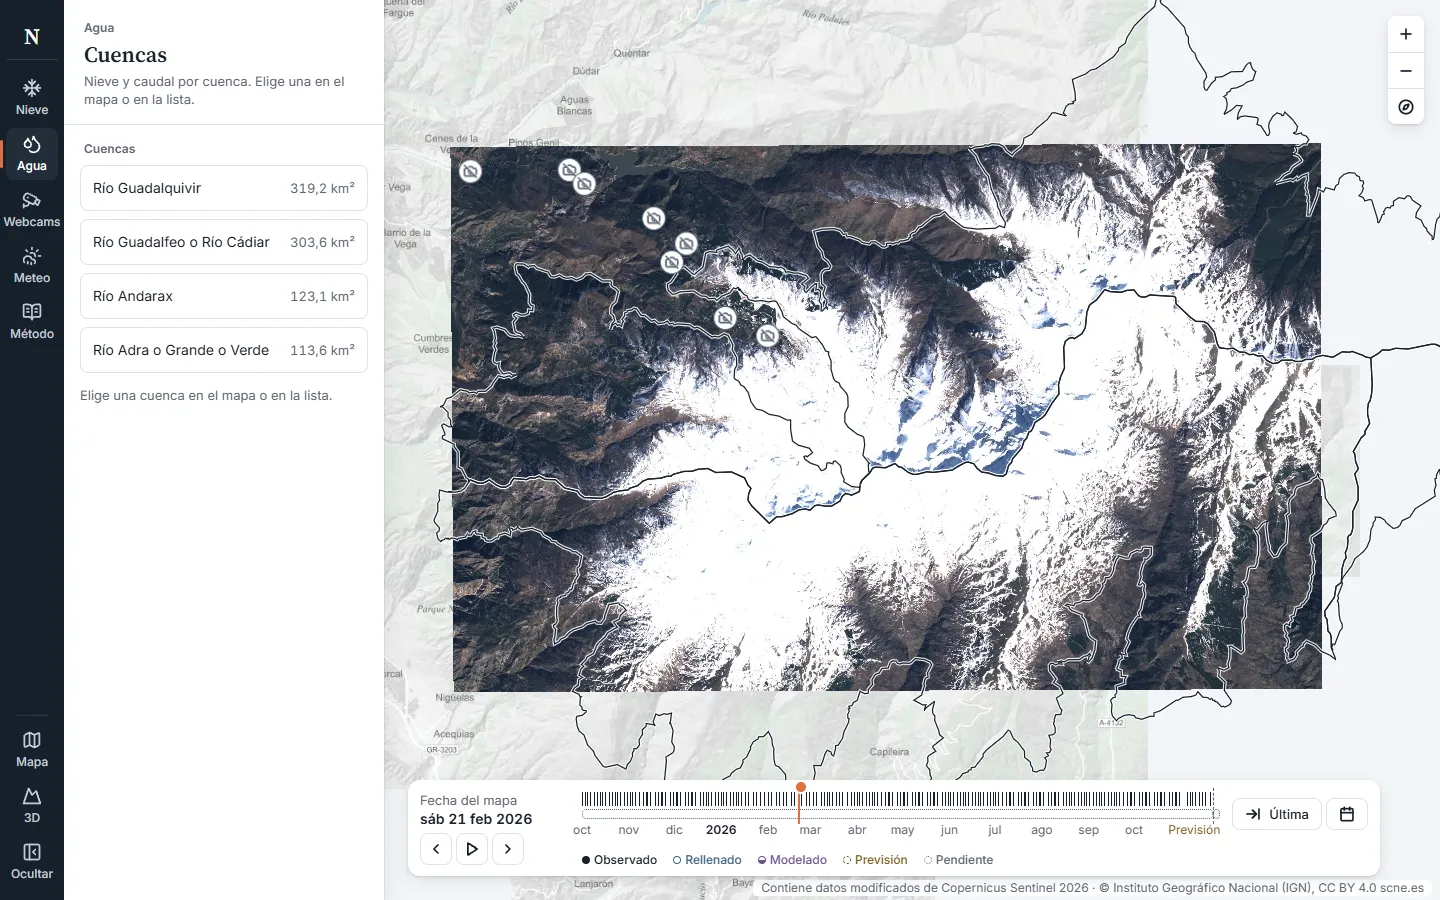 N
Nieve
Agua
Webcams
Meteo
Método
Mapa
3D
Ocultar
Agua
Cuencas
Nieve y caudal por cuenca. Elige una en el
mapa o en la lista.
Cuencas
Río Guadalquivir 319,2 km²
Río Guadalfeo o Río Cádiar 303,6 km²
Río Andarax 123,1 km²
Río Adra o Grande o Verde 113,6 km²
Elige una cuenca en el mapa o en la lista.
Fargue
Río Padules
Quéntar
Dúdar
Aguas
Blancas
Cenes de la
Pinos Genil
Vega
Barrio de la
Vega
Cumbres
Verdes
Parque
Nigüelas
Acequias
GR-3203
Capileira
A-4132
Lanjarón
Fecha del mapa
sáb 21 feb 2026
oct nov dic 2026 feb mar abr may jun jul ago sep oct Previsión
Observado Rellenado Modelado Previsión Pendiente
Última
Contiene datos modificados de Copernicus Sentinel 2026 · © Instituto Geográfico Nacional (IGN), CC BY 4.0 scne.es